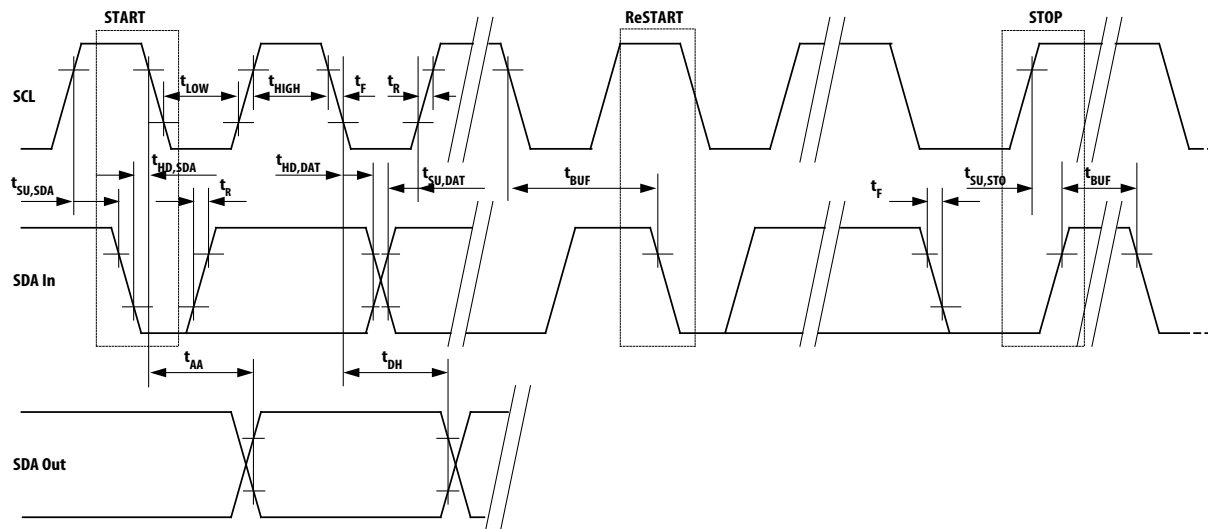 START
ReSTART
STOP
SCL
tLOW
tHIGH
tF
tR
tHD,SDA
tHD,DAT
tSU,SDA
tR
tSU,DAT
tBUF
tF
tSU,STO
tBUF
SDA In
tAA
tDH
SDA Out